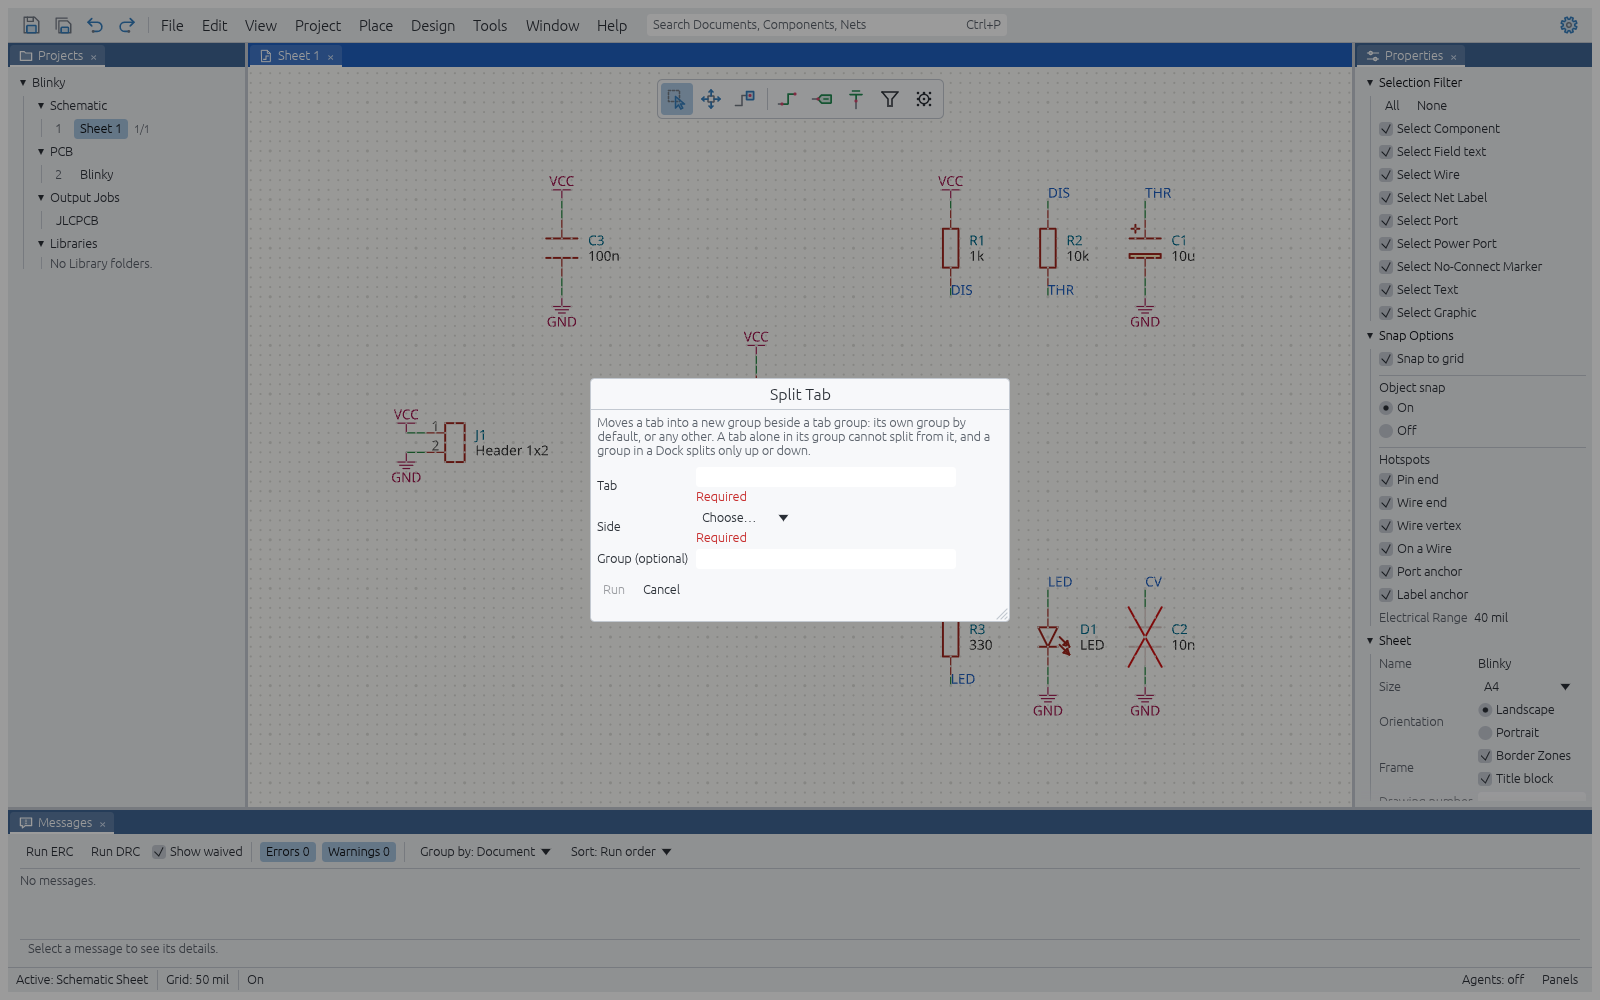 File Edit View Project Place Design Tools Window Help Search Documents, Components, Nets Ctrl+P
Projects ×
Sheet 1 ×
Properties ×
Blinky
Schematic
1 Sheet 1 1/1
PCB
2 Blinky
Output Jobs
JLCPCB
Libraries
No Library folders.
VCC
C3
100n
GND
VCC
R1
1k
DIS
DIS
R2
10k
THR
THR
C1
10u
GND
VCC
VCC
1
2
J1
Header 1x2
GND
Split Tab
Moves a tab into a new group beside a tab group: its own group by
default, or any other. A tab alone in its group cannot split from it, and a
group in a Dock splits only up or down.
Tab
Required
Side Choose...
Required
Group (optional)
Run Cancel
R3
330
LED
LED
D1
LED
GND
CV
C2
10n
GND
Selection Filter
All None
Select Component
Select Field text
Select Wire
Select Net Label
Select Port
Select Power Port
Select No-Connect Marker
Select Text
Select Graphic
Snap Options
Snap to grid
Object snap
On
Off
Hotspots
Pin end
Wire end
Wire vertex
On a Wire
Port anchor
Label anchor
Electrical Range 40 mil
Sheet
Name Blinky
Size A4
Orientation Landscape
Portrait
Frame Border Zones
Title block
Drawing number
Messages ×
Run ERC Run DRC Show waived Errors 0 Warnings 0 Group by: Document Sort: Run order
No messages.
Select a message to see its details.
Active: Schematic Sheet Grid: 50 mil On Agents: off Panels